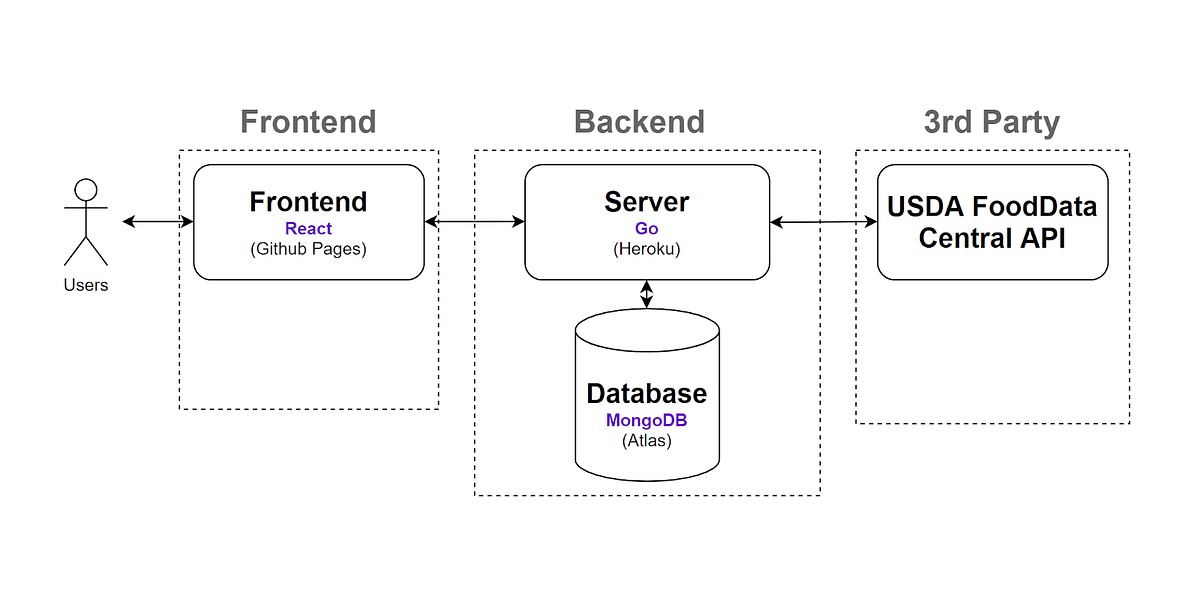 Frontend
Backend
3rd Party
Users
Frontend
React
(Github Pages)
Server
Go
(Heroku)
Database
MongoDB
(Atlas)
USDA FoodData
Central API